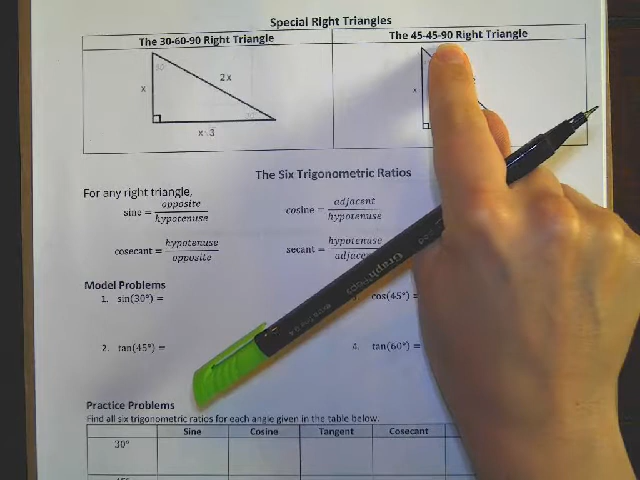 Special Right Triangles
The 30-60-90 Right Triangle
The 45-45-90 Right Triangle
x
2x
x√3
x
The Six Trigonometric Ratios
For any right triangle,
sine = opposite/hypotenuse
cosine = adjacent/hypotenuse
cosecant = hypotenuse/opposite
secant = hypotenuse/
Model Problems
1. sin(30°) =
cos(45°) =
2. tan(45°) =
4. tan(60°) =
Practice Problems
Find all six trigonometric ratios for each angle given in the table below.
Sine Cosine Tangent Cosecant
30°